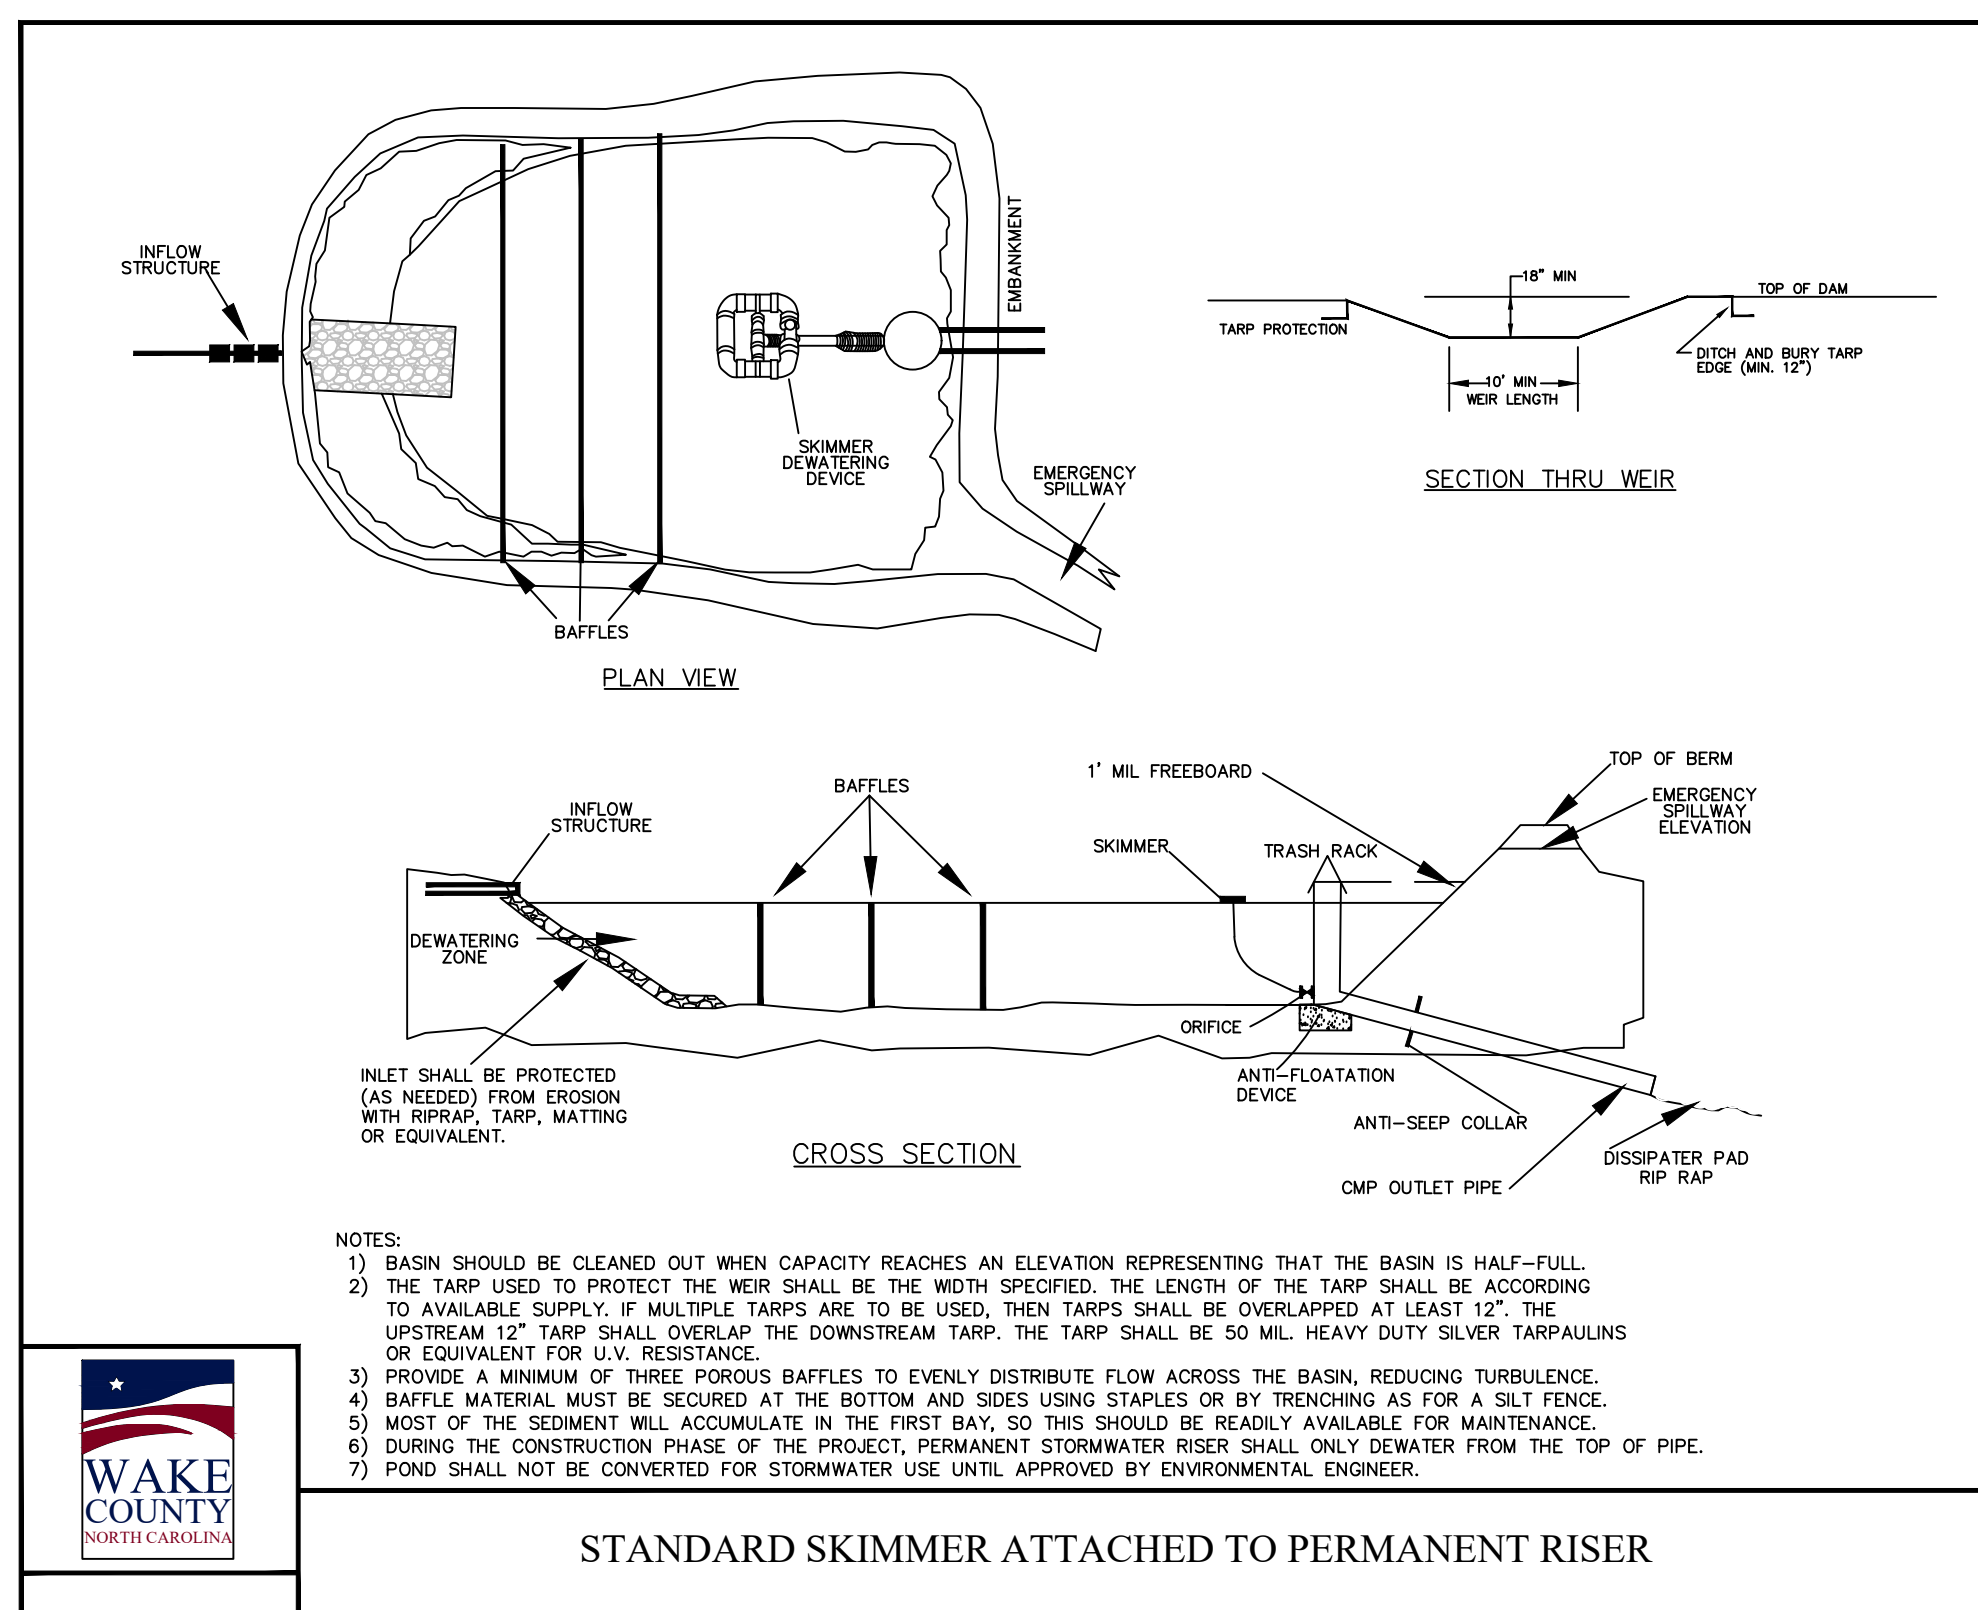 INFLOW
STRUCTURE
EMBANKMENT
SKIMMER
DEWATERING
DEVICE
EMERGENCY
SPILLWAY
BAFFLES
PLAN VIEW
18" MIN
TOP OF DAM
TARP PROTECTION
DITCH AND BURY TARP
EDGE (MIN. 12")
10' MIN
WEIR LENGTH
SECTION THRU WEIR
TOP OF BERM
1' MIL FREEBOARD
BAFFLES
EMERGENCY
SPILLWAY
ELEVATION
INFLOW
STRUCTURE
SKIMMER
TRASH RACK
DEWATERING
ZONE
ORIFICE
INLET SHALL BE PROTECTED
(AS NEEDED) FROM EROSION
WITH RIPRAP, TARP, MATTING
OR EQUIVALENT.
ANTI-FLOATATION
DEVICE
ANTI-SEEP COLLAR
CROSS SECTION
DISSIPATER PAD
RIP RAP
CMP OUTLET PIPE
NOTES:
1) BASIN SHOULD BE CLEANED OUT WHEN CAPACITY REACHES AN ELEVATION REPRESENTING THAT THE BASIN IS HALF-FULL.
2) THE TARP USED TO PROTECT THE WEIR SHALL BE THE WIDTH SPECIFIED. THE LENGTH OF THE TARP SHALL BE ACCORDING
TO AVAILABLE SUPPLY. IF MULTIPLE TARPS ARE TO BE USED, THEN TARPS SHALL BE OVERLAPPED AT LEAST 12". THE
UPSTREAM 12" TARP SHALL OVERLAP THE DOWNSTREAM TARP. THE TARP SHALL BE 50 MIL. HEAVY DUTY SILVER TARPAULINS
OR EQUIVALENT FOR U.V. RESISTANCE.
3) PROVIDE A MINIMUM OF THREE POROUS BAFFLES TO EVENLY DISTRIBUTE FLOW ACROSS THE BASIN, REDUCING TURBULENCE.
4) BAFFLE MATERIAL MUST BE SECURED AT THE BOTTOM AND SIDES USING STAPLES OR BY TRENCHING AS FOR A SILT FENCE.
5) MOST OF THE SEDIMENT WILL ACCUMULATE IN THE FIRST BAY, SO THIS SHOULD BE READILY AVAILABLE FOR MAINTENANCE.
6) DURING THE CONSTRUCTION PHASE OF THE PROJECT, PERMANENT STORMWATER RISER SHALL ONLY DEWATER FROM THE TOP OF PIPE.
7) POND SHALL NOT BE CONVERTED FOR STORMWATER USE UNTIL APPROVED BY ENVIRONMENTAL ENGINEER.
WAKE
COUNTY
NORTH CAROLINA
STANDARD SKIMMER ATTACHED TO PERMANENT RISER